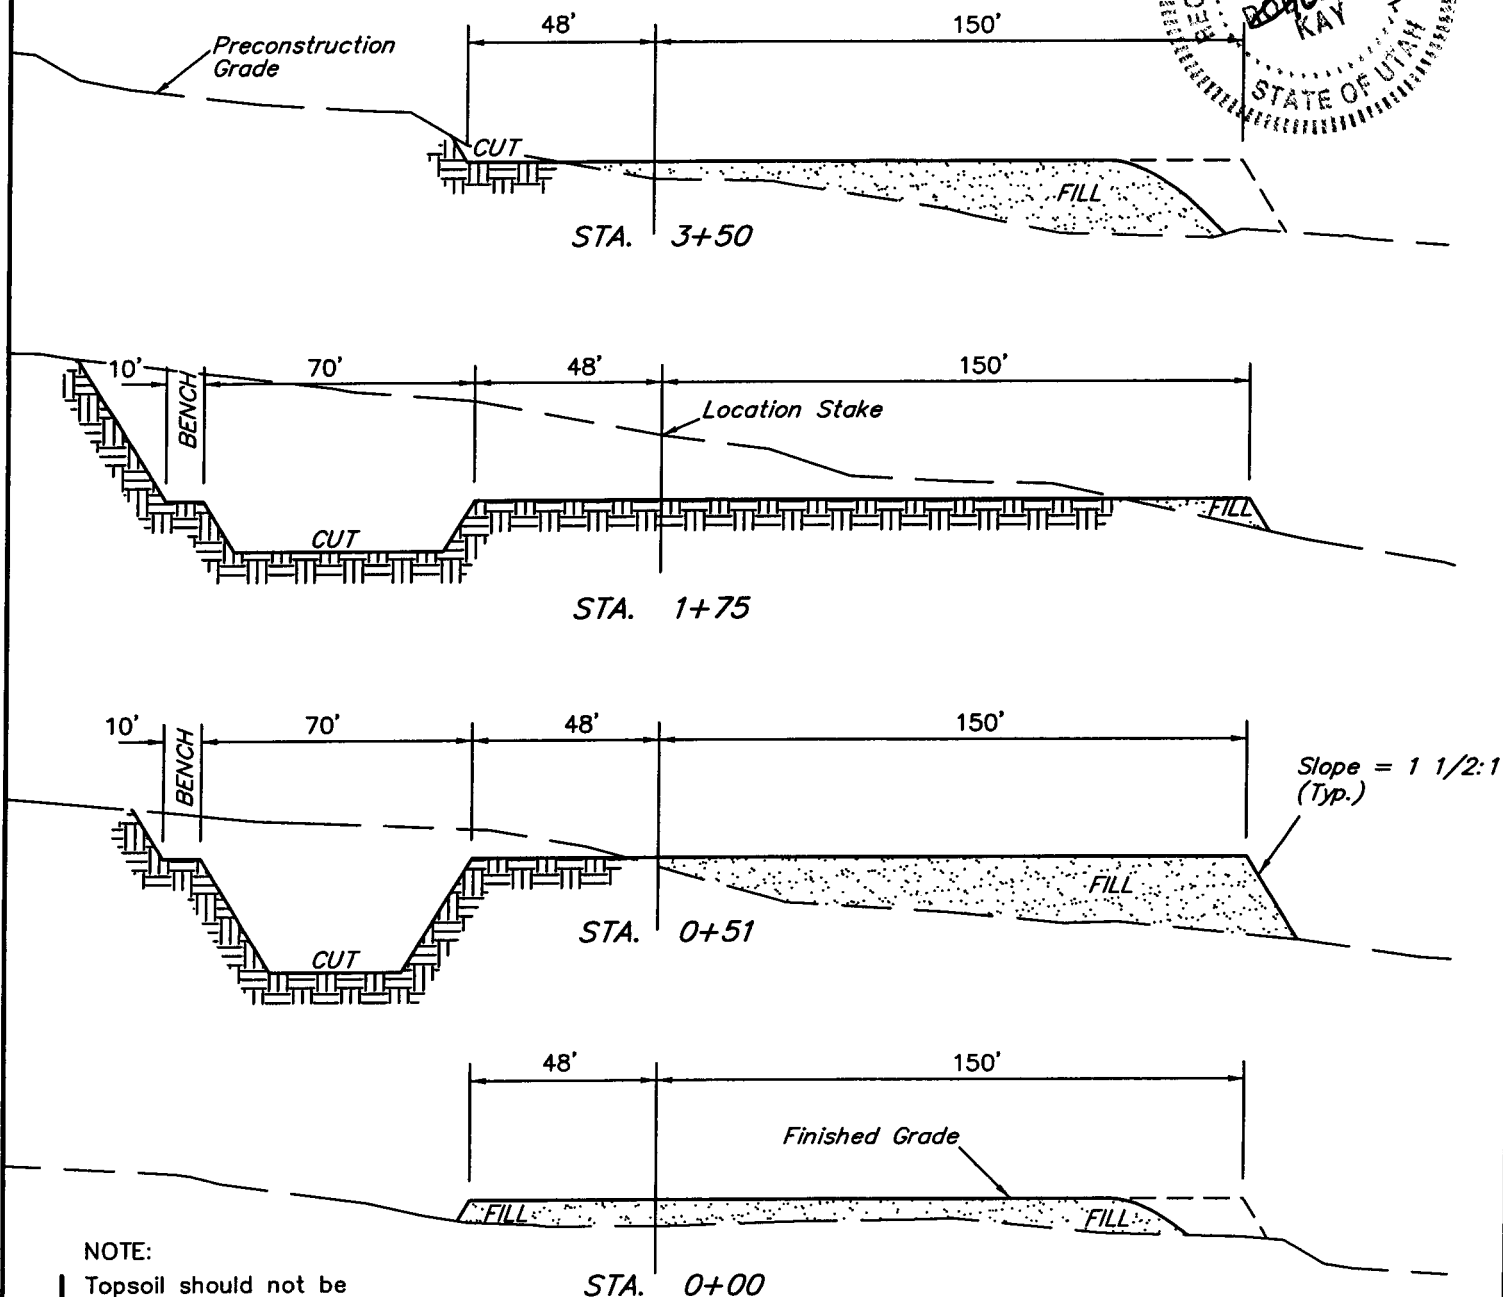 48'
150'
KAY
STATE OF UTAH
Preconstruction
Grade
CUT
FILL
STA. 3+50
10'
BENCH
70'
48'
150'
Location Stake
CUT
FILL
STA. 1+75
10'
BENCH
70'
48'
150'
Slope = 1 1/2:1
(Typ.)
FILL
CUT
STA. 0+51
48'
150'
Finished Grade
FILL
FILL
NOTE:
Topsoil should not be
STA. 0+00